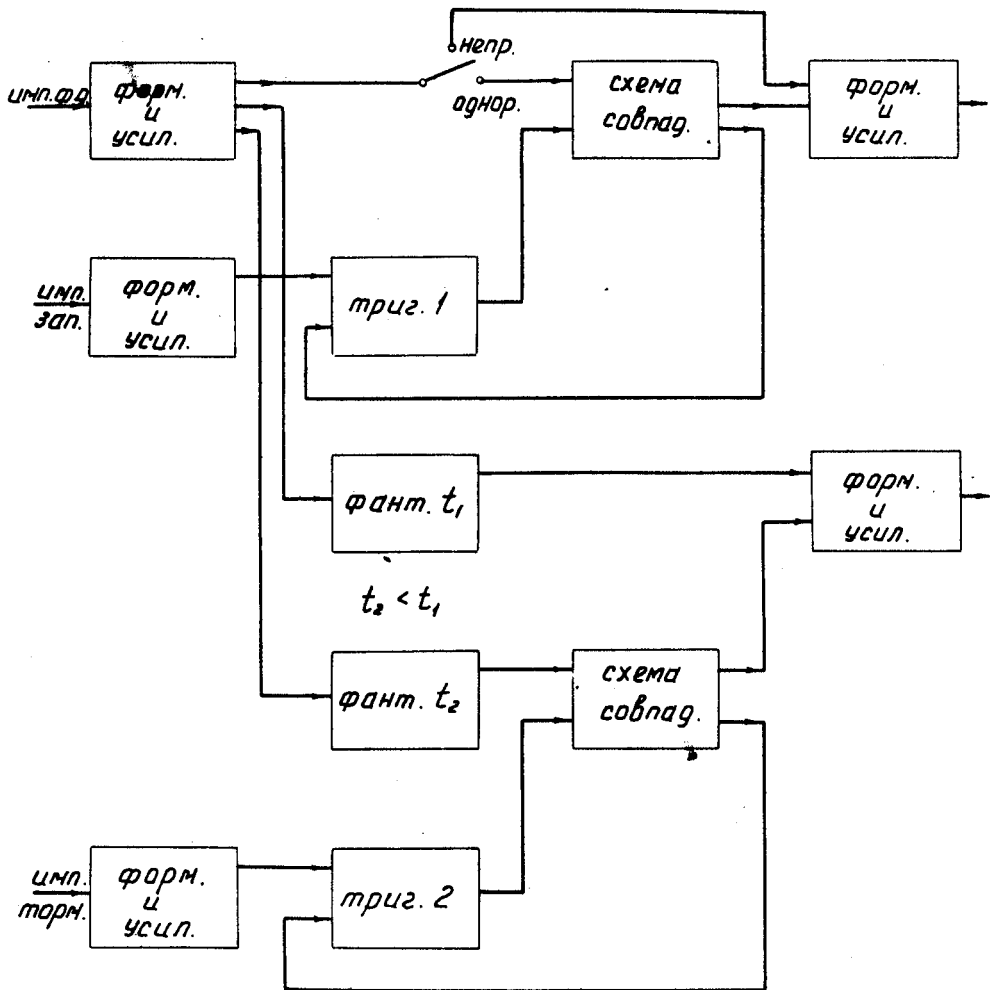 непр.
однор.
имп. фд
форм.
и
усил.
схема
совпад.
форм.
и
усил.
имп.
зап.
форм.
и
усил.
триг. 1
фант. t₁
форм.
и
усил.
t₂ < t₁
фант. t₂
схема
совпад.
имп.
торм.
форм.
и
усил.
триг. 2